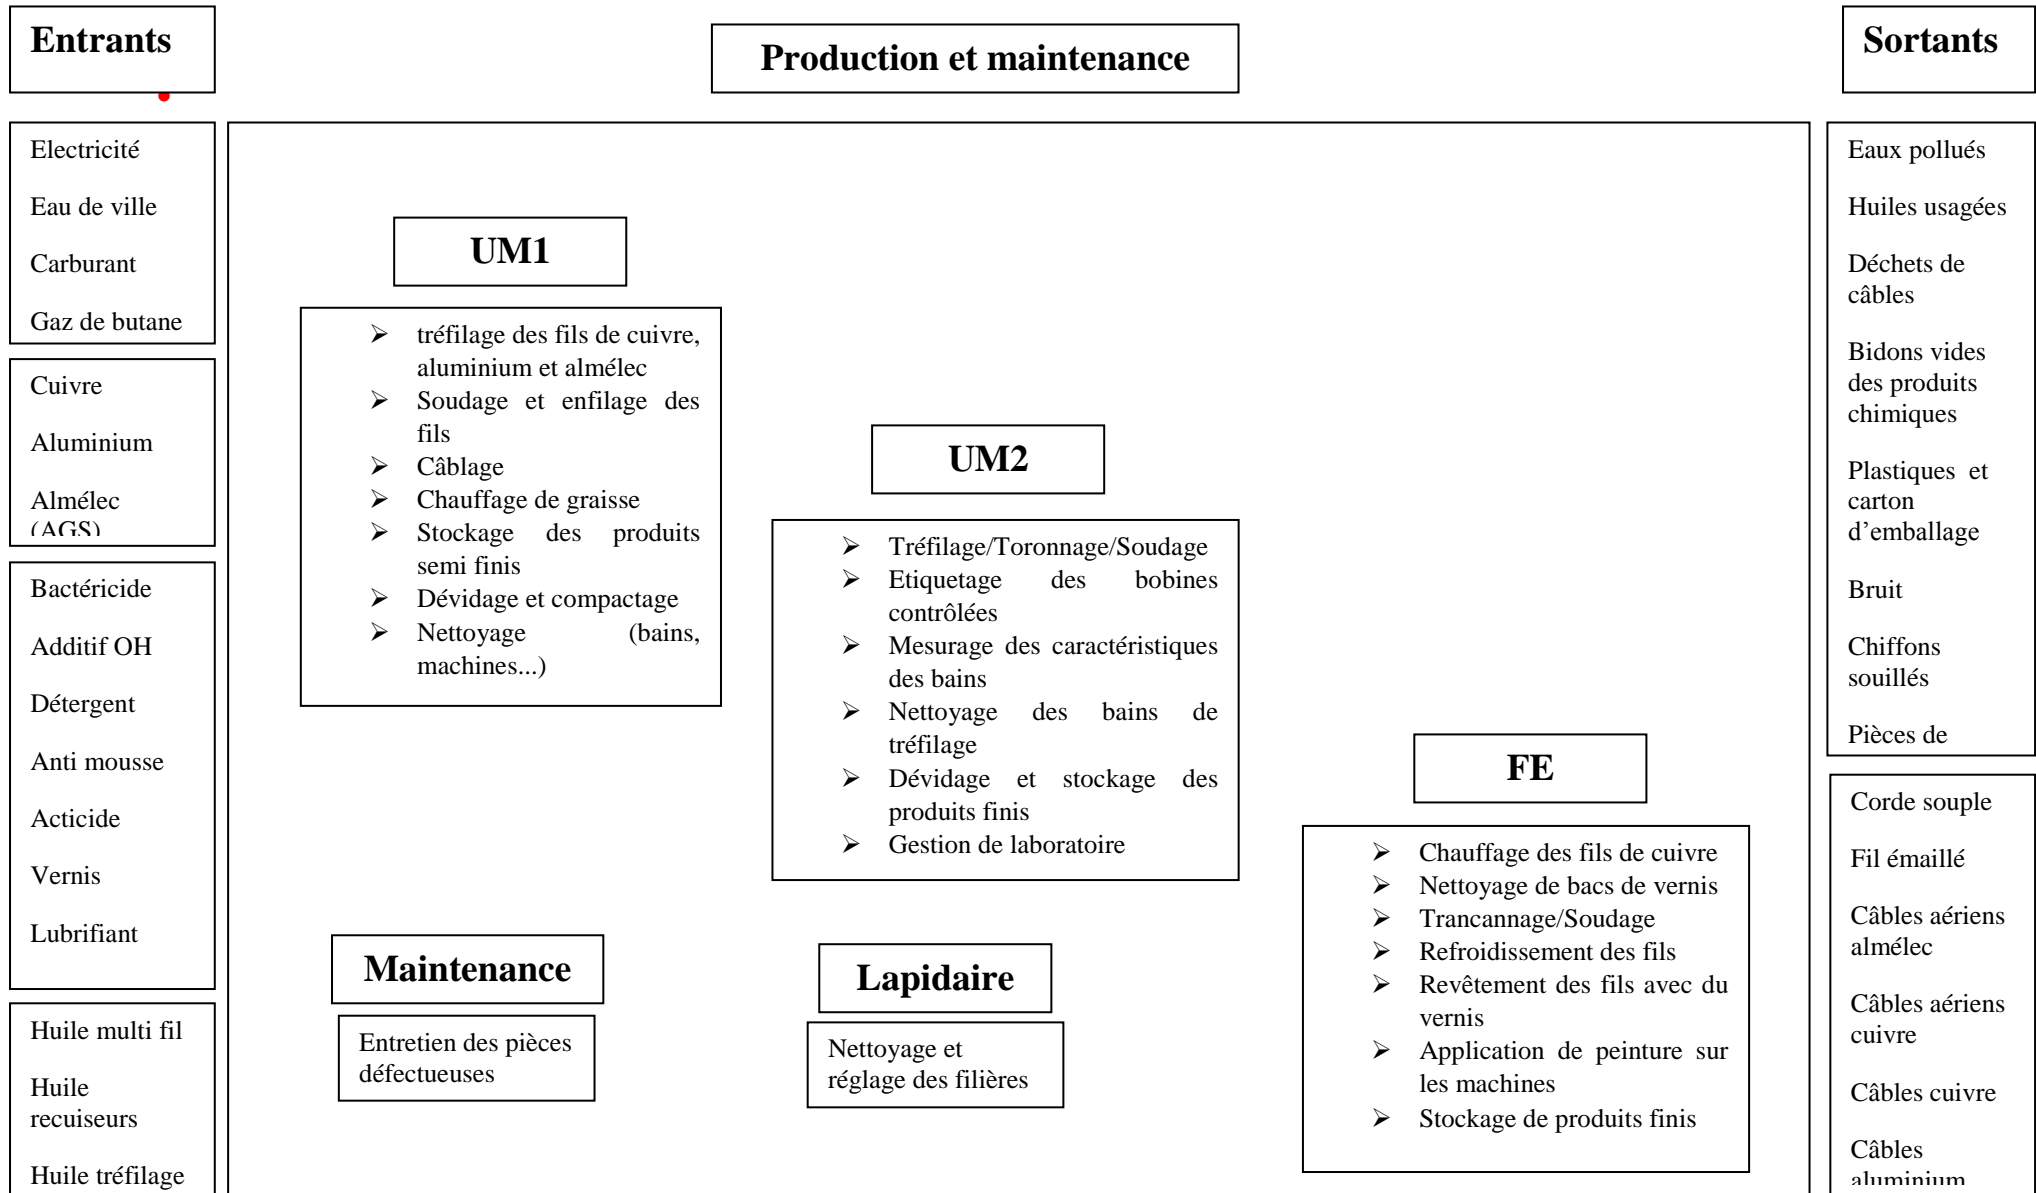 Entrants
Production et maintenance
Sortants
Electricité
Eau de ville
Carburant
Gaz de butane
Cuivre
Aluminium
Almélec
(AGS)
Bactéricide
Additif OH
Détergent
Anti mousse
Acticide
Vernis
Lubrifiant
Huile multi fil
Huile
recuiseurs
Huile tréfilage
UM1
➢ tréfilage des fils de cuivre,
aluminium et almélec
➢ Soudage et enfilage des
fils
➢ Câblage
➢ Chauffage de graisse
➢ Stockage des produits
semi finis
➢ Dévidage et compactage
➢ Nettoyage (bains,
machines...)
UM2
➢ Tréfilage/Toronnage/Soudage
➢ Etiquetage des bobines
contrôlées
➢ Mesurage des caractéristiques
des bains
➢ Nettoyage des bains de
tréfilage
➢ Dévidage et stockage des
produits finis
➢ Gestion de laboratoire
FE
➢ Chauffage des fils de cuivre
➢ Nettoyage de bacs de vernis
➢ Trancannage/Soudage
➢ Refroidissement des fils
➢ Revêtement des fils avec du
vernis
➢ Application de peinture sur
les machines
➢ Stockage de produits finis
Maintenance
Entretien des pièces
défectueuses
Lapidaire
Nettoyage et
réglage des filières
Eaux pollués
Huiles usagées
Déchets de
câbles
Bidons vides
des produits
chimiques
Plastiques et
carton
d’emballage
Bruit
Chiffons
souillés
Pièces de
Corde souple
Fil émaillé
Câbles aériens
almélec
Câbles aériens
cuivre
Câbles cuivre
Câbles
aluminium